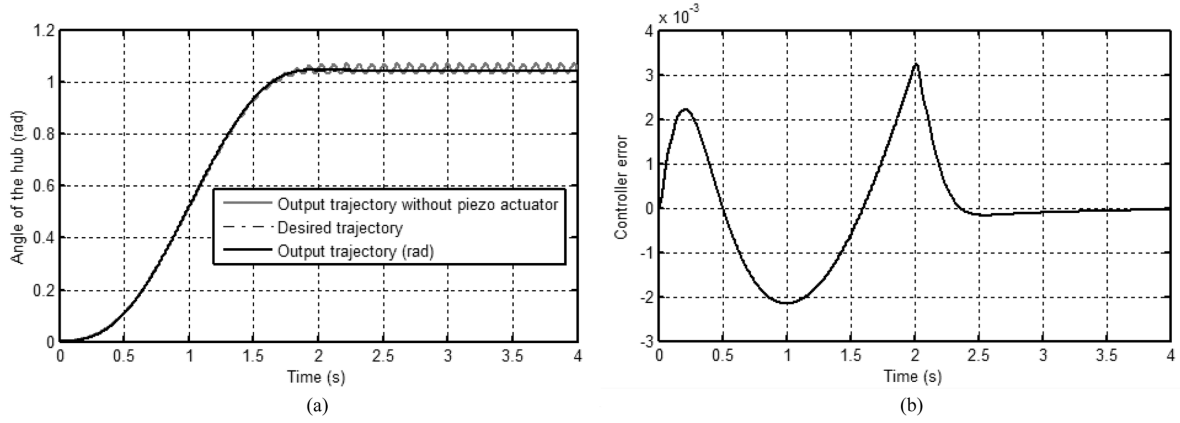 1.2
1
0.8
0.6
0.4
0.2
0
Angle of the hub (rad)
Output trajectory without piezo actuator
Desired trajectory
Output trajectory (rad)
0 0.5 1 1.5 2 2.5 3 3.5 4
Time (s)
(a)
x 10-3
4
3
2
1
0
-1
-2
-3
Controller error
0 0.5 1 1.5 2 2.5 3 3.5 4
Time (s)
(b)